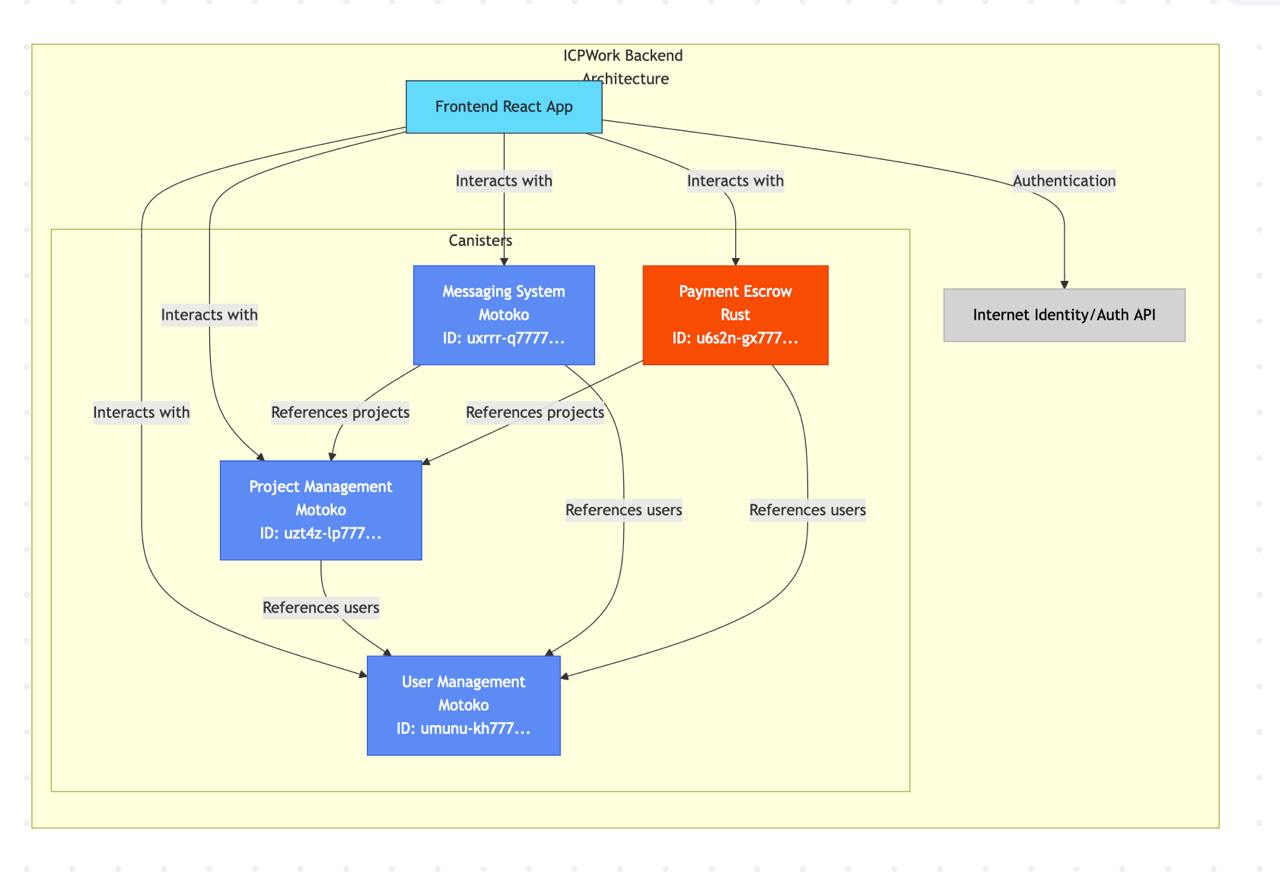 ICPWork Backend
Architecture
Frontend React App
Interacts with
Interacts with
Authentication
Canisters
Messaging System
Motoko
ID: uxrrr-q7777...
Payment Escrow
Rust
ID: u6s2n-gx777...
Internet Identity/Auth API
Interacts with
Interacts with
References projects
References projects
Project Management
Motoko
ID: uzt4z-lp777...
References users
References users
References users
User Management
Motoko
ID: umunu-kh777...